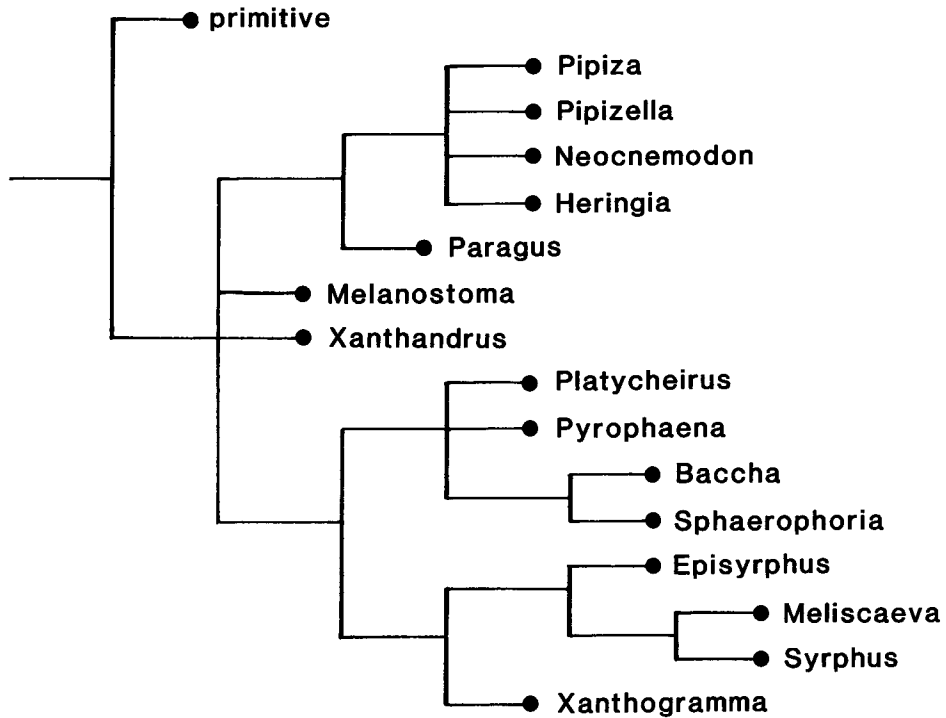 primitive
Pipiza
Pipizella
Neocnemodon
Heringia
Paragus
Melanostoma
Xanthandrus
Platycheirus
Pyrophaena
Baccha
Sphaerophoria
Episyrphus
Meliscaeva
Syrphus
Xanthogramma